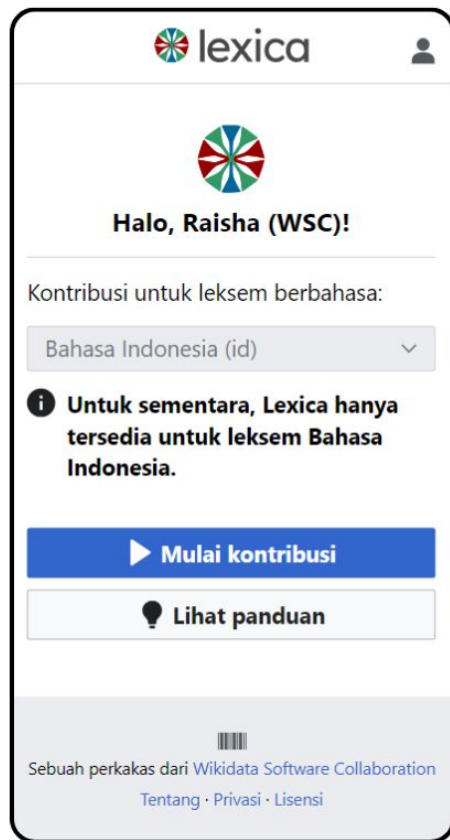 lexica
Halo, Raisha (WSC)!
Kontribusi untuk leksem berbahasa:
Bahasa Indonesia (id)
Untuk sementara, Lexica hanya
tersedia untuk leksem Bahasa
Indonesia.
Mulai kontribusi
Lihat panduan
Sebuah perkakas dari Wikidata Software Collaboration
Tentang · Privasi · Lisensi